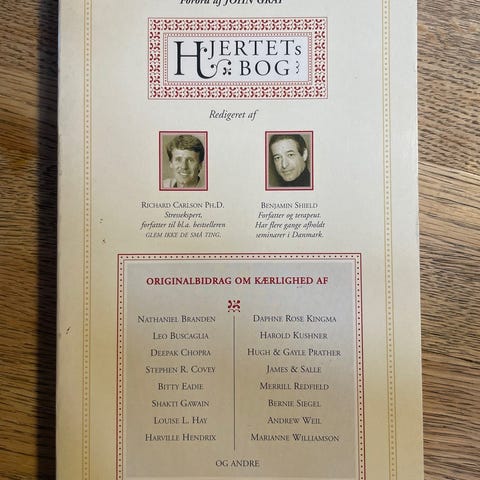 Forord af JOHN GRAY
HJERTETS
BOG
Redigeret af
RICHARD CARLSON PH.D.
Stressekspert,
forfatter til bl.a. bestselleren
GLEM IKKE DE SMÅ TING.
BENJAMIN SHIELD
Forfatter og terapeut.
Har flere gange afholdt
seminarer i Danmark.
ORIGINALBIDRAG OM KÆRLIGHED AF
NATHANIEL BRANDEN
LEO BUSCAGLIA
DEEPAK CHOPRA
STEPHEN R. COVEY
BITTY EADIE
SHAKTI GAWAIN
LOUISE L. HAY
HARVILLE HENDRIX
DAPHNE ROSE KINGMA
HAROLD KUSHNER
HUGH & GAYLE PRATHER
JAMES & SALLE
MERRILL REDFIELD
BERNIE SIEGEL
ANDREW WEIL
MARIANNE WILLIAMSON
OG ANDRE